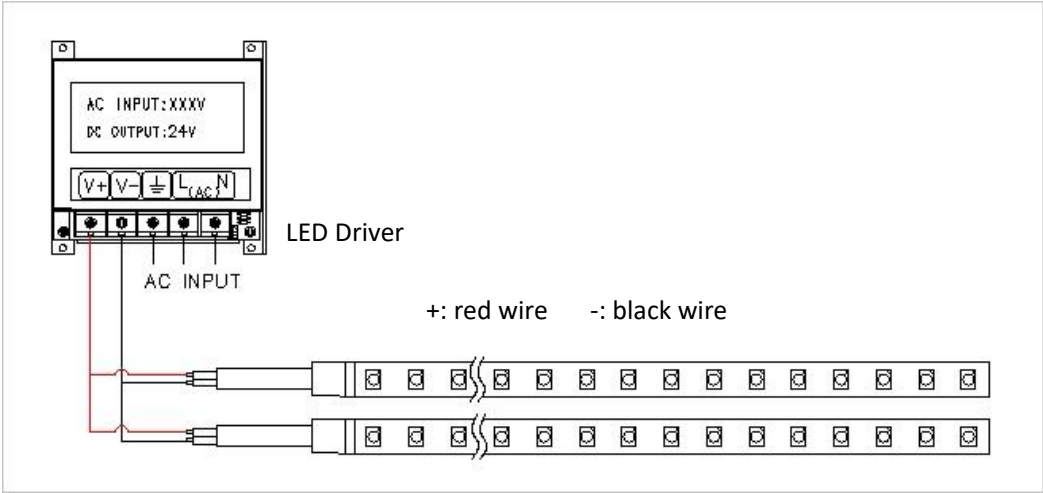 AC INPUT:XXXV
DC OUTPUT:24V
V+ V- L(AC)N
LED Driver
AC INPUT
+: red wire -: black wire